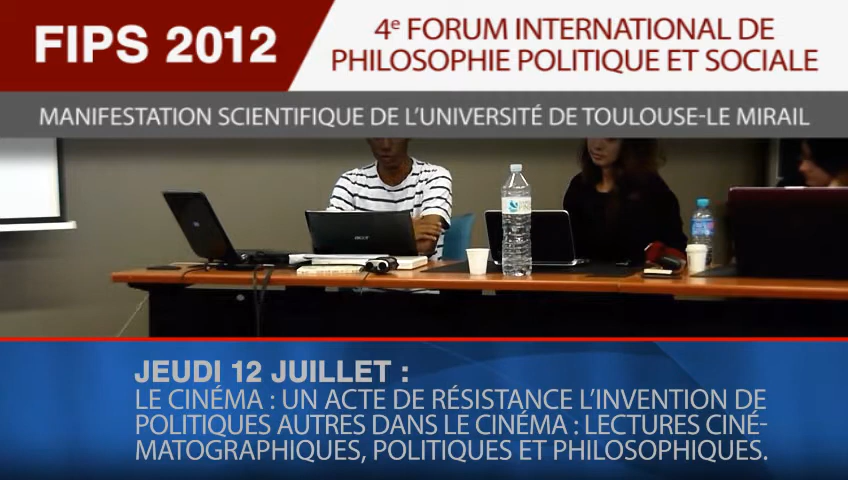 FIPS 2012
4e FORUM INTERNATIONAL DE
PHILOSOPHIE POLITIQUE ET SOCIALE
MANIFESTATION SCIENTIFIQUE DE L'UNIVERSITÉ DE TOULOUSE-LE MIRAIL
acer
JEUDI 12 JUILLET :
LE CINÉMA : UN ACTE DE RÉSISTANCE L'INVENTION DE
POLITIQUES AUTRES DANS LE CINÉMA : LECTURES CINÉ-
MATOGRAPHIQUES, POLITIQUES ET PHILOSOPHIQUES.